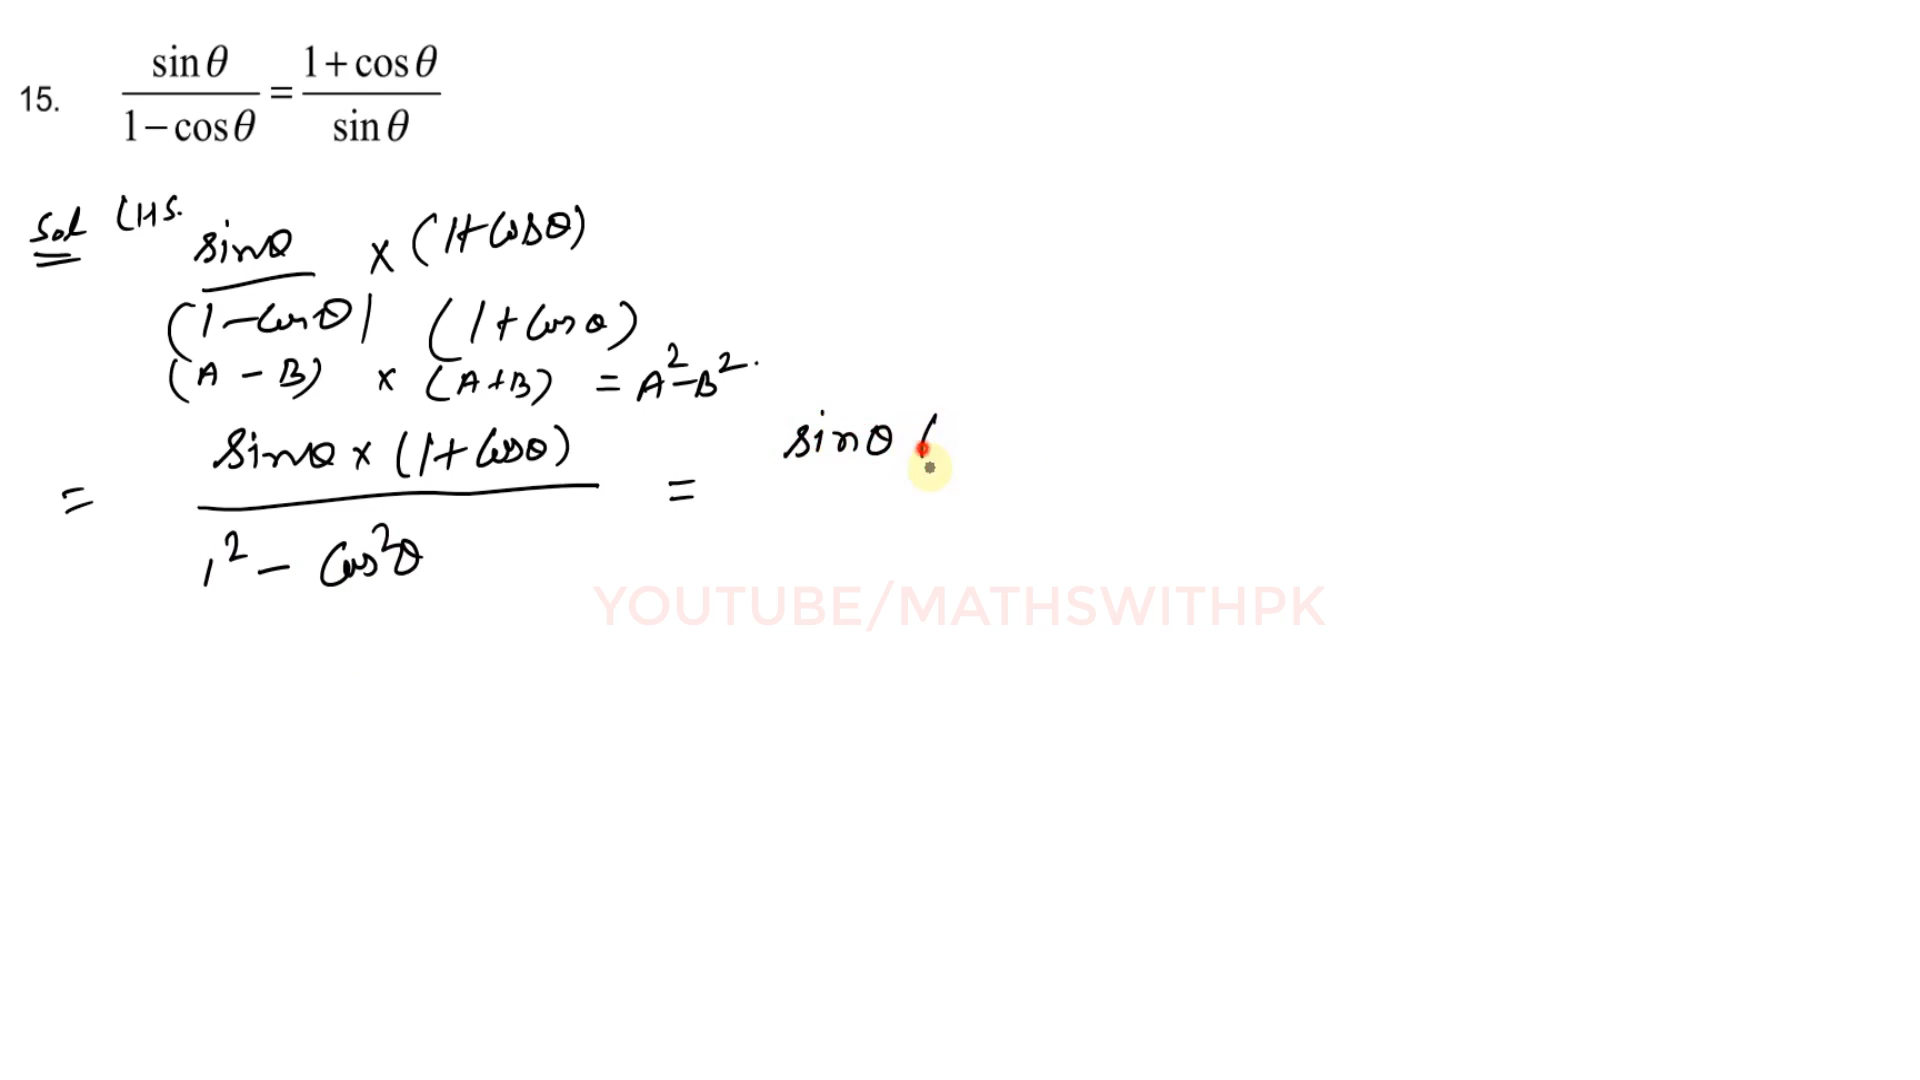 15. sinθ / 1−cosθ = 1+cosθ / sinθ
Sol LHS. sinθ × (1+cosθ)
(1−cosθ) (1+cosθ)
(A − B) × (A+B) = A²−B².
= sinθ × (1+cosθ) / 1² − cos²θ = sinθ (
YOUTUBE/MATHSWITHPK